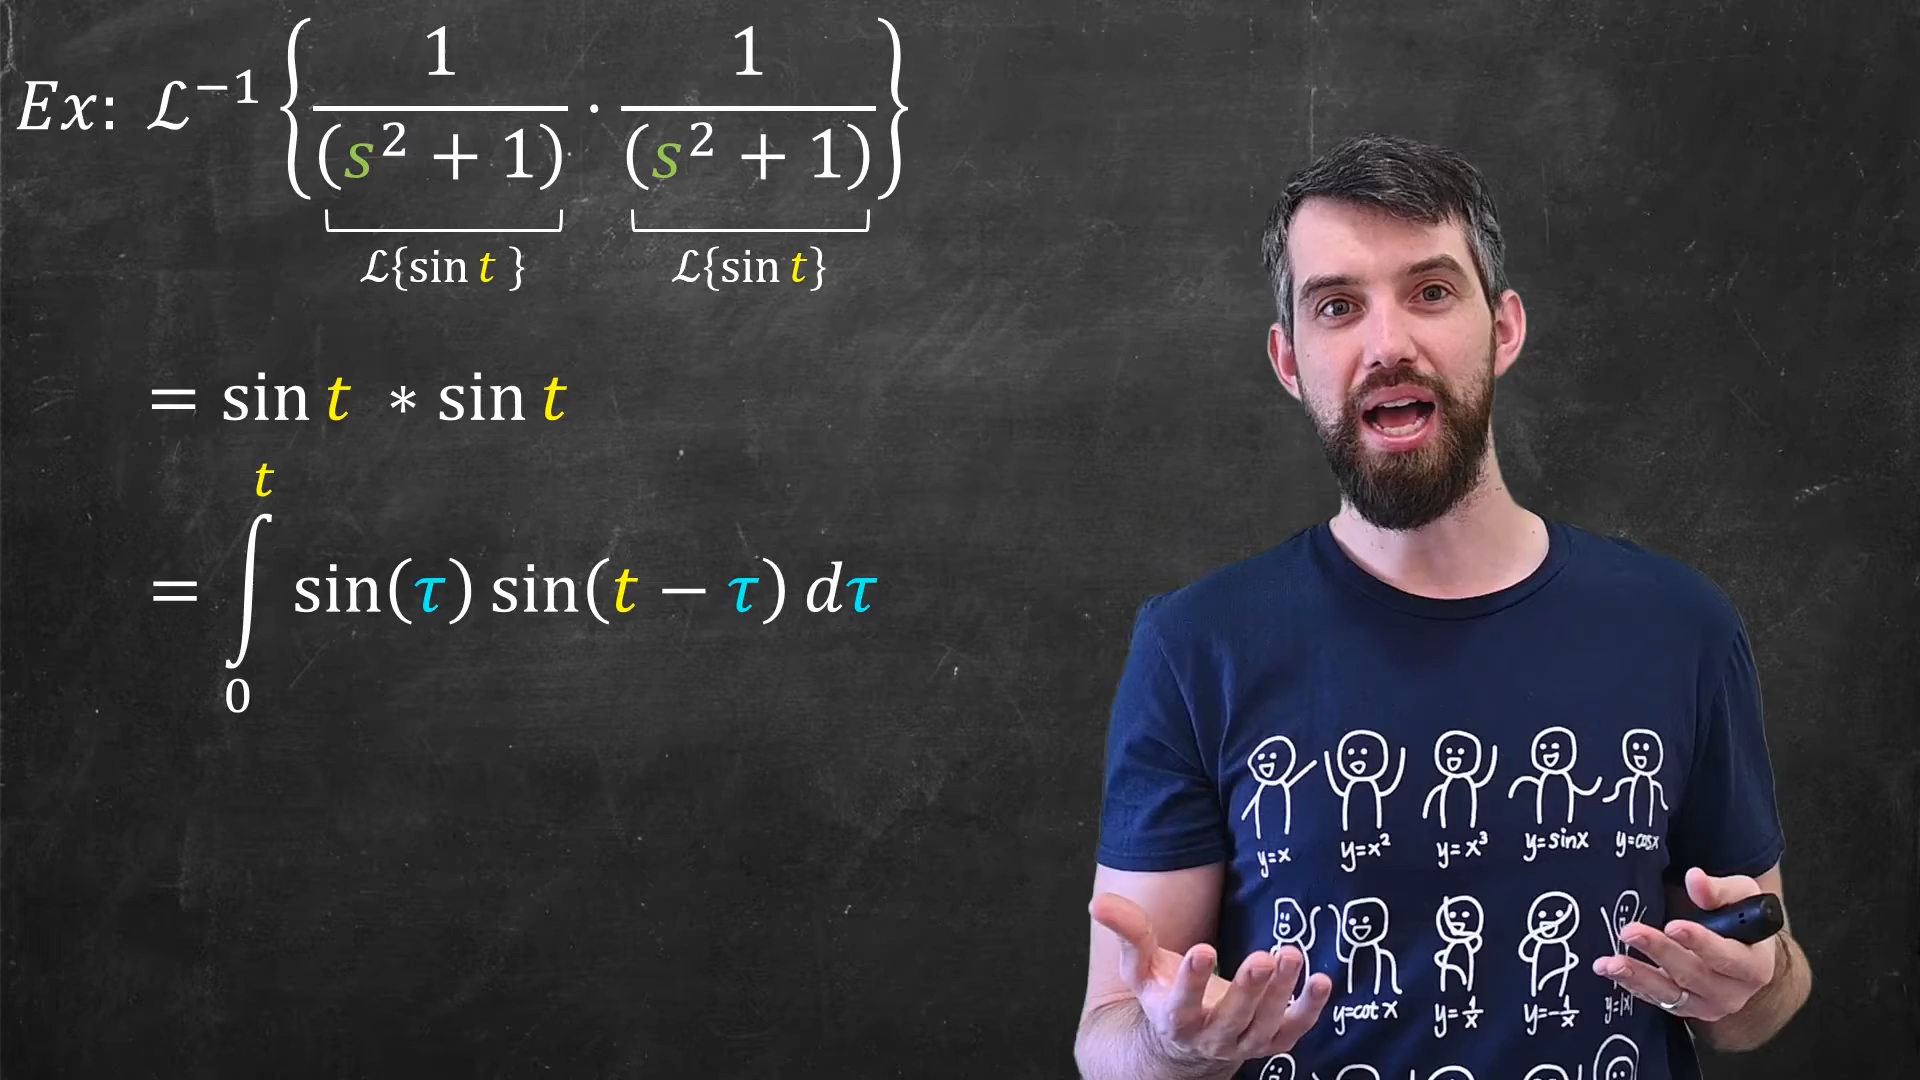 Ex: ℒ⁻¹ { 1/(s² + 1) · 1/(s² + 1) }
ℒ{sin t } ℒ{sin t}
= sin t * sin t
= ∫₀ᵗ sin(τ) sin(t − τ) dτ
y=x y=x² y=x³ y=sinx y=cosx
y=cot x y=1/x y=-1/x y=|x|